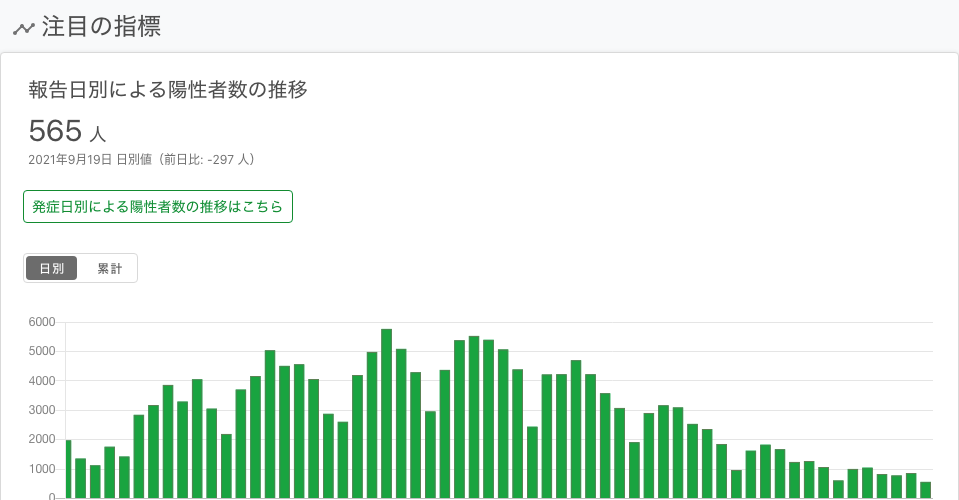 注目の指標
報告日別による陽性者数の推移
565 人
2021年9月19日 日別値（前日比: -297 人）
発症日別による陽性者数の推移はこちら
日別 累計
6000
5000
4000
3000
2000
1000
0